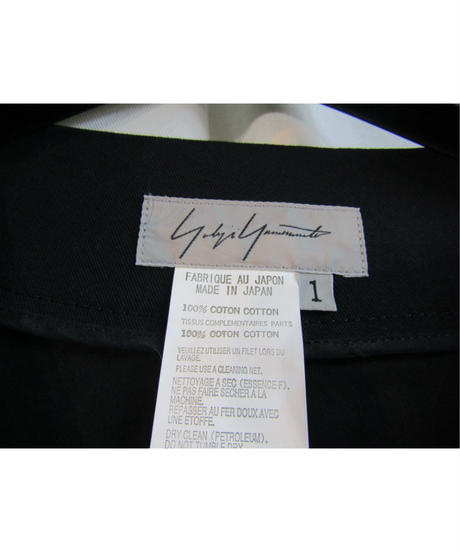 Yohji Yamamoto
1
FABRIQUE AU JAPON
MADE IN JAPAN
100% COTON COTTON
TISSUS COMPLEMENTAIRES PARTS
100% COTON COTTON
VEUILLEZ UTILISER UN FILET LORS DU
LAVAGE.
PLEASE USE A CLEANING NET.
NETTOYAGE A SEC (ESSENCE F).
NE PAS FAIRE SECHER A LA
MACHINE.
REPASSER AU FER DOUX AVEC
UNE ETOFFE.
DRY CLEAN (PETROLEUM).
DO NOT TUMBLE DRY.